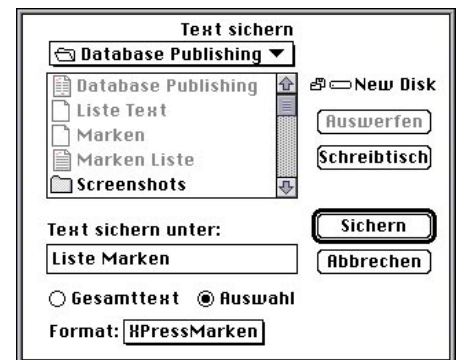 Text sichern
Database Publishing
Database Publishing
Liste Text
Marken
Marken Liste
Screenshots
New Disk
Auswerfen
Schreibtisch
Text sichern unter:
Liste Marken
Sichern
Abbrechen
Gesamttext Auswahl
Format: XPressMarken